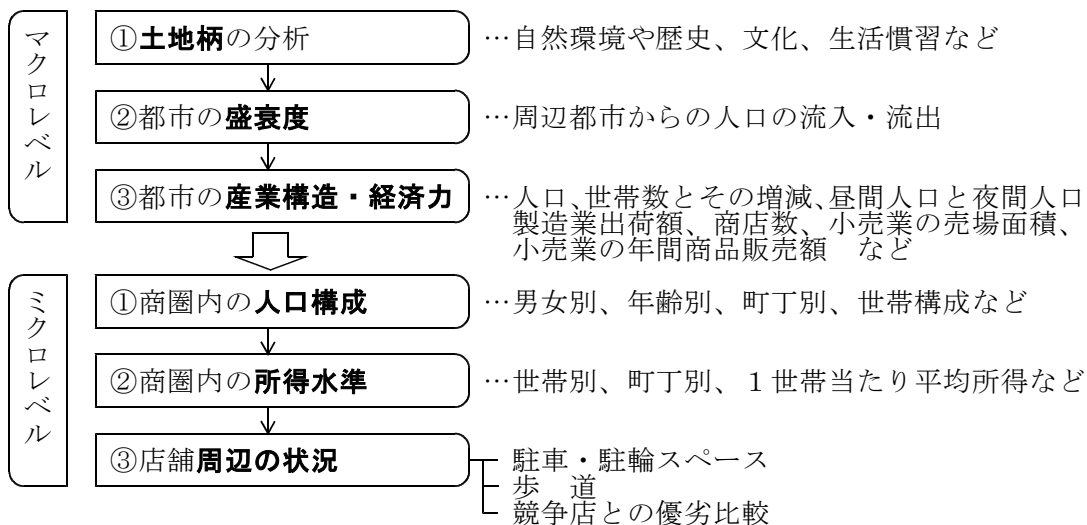 マクロレベル
①土地柄の分析 …自然環境や歴史、文化、生活慣習など
②都市の盛衰度 …周辺都市からの人口の流入・流出
③都市の産業構造・経済力 …人口、世帯数とその増減、昼間人口と夜間人口
製造業出荷額、商店数、小売業の売場面積、
小売業の年間商品販売額 など
ミクロレベル
①商圏内の人口構成 …男女別、年齢別、町丁別、世帯構成など
②商圏内の所得水準 …世帯別、町丁別、1世帯当たり平均所得など
③店舗周辺の状況 駐車・駐輪スペース
歩 道
競争店との優劣比較